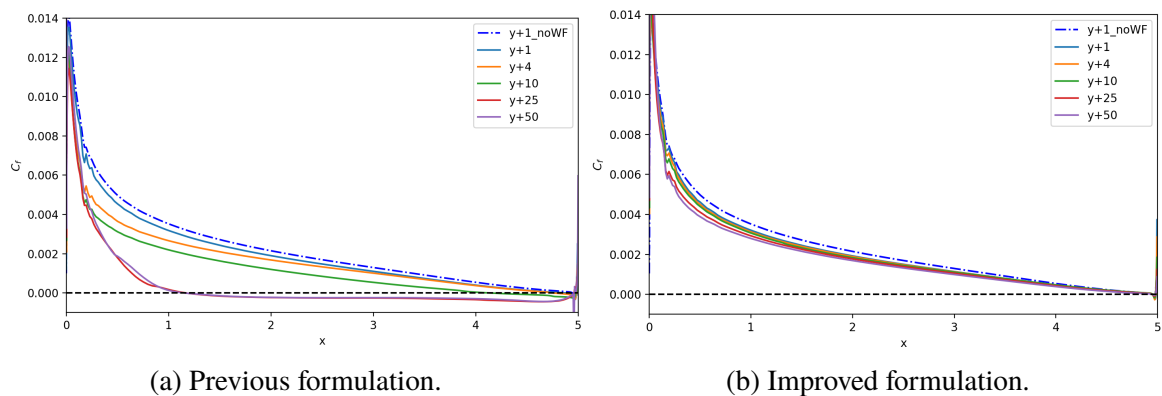 0.014
0.012
0.010
0.008
0.006
0.004
0.002
0.000
C_f
0 1 2 3 4 5
x
y+1_noWF
y+1
y+4
y+10
y+25
y+50
(a) Previous formulation.
0.014
0.012
0.010
0.008
0.006
0.004
0.002
0.000
C_f
0 1 2 3 4 5
x
y+1_noWF
y+1
y+4
y+10
y+25
y+50
(b) Improved formulation.